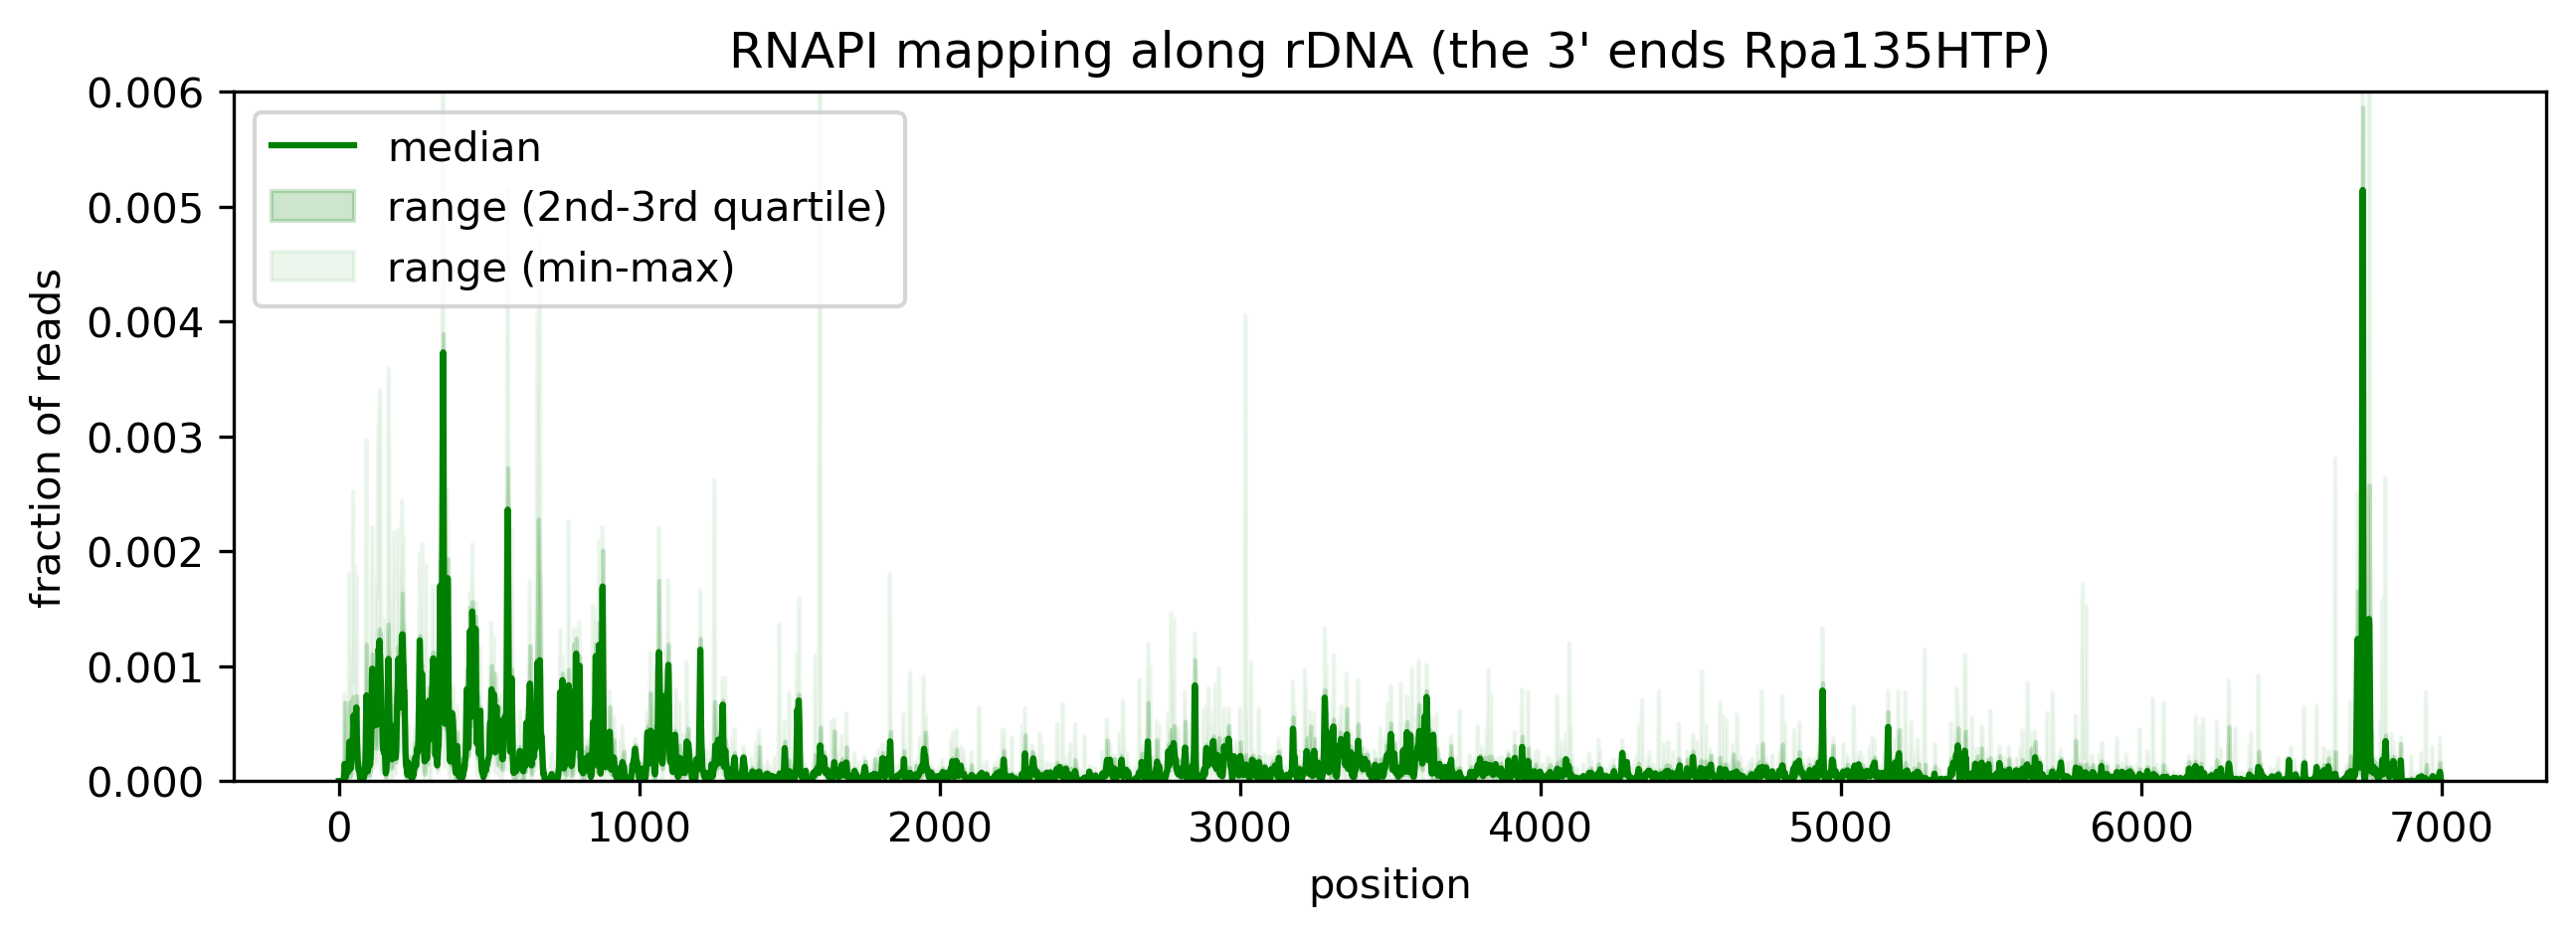 RNAPI mapping along rDNA (the 3' ends Rpa135HTP)
0.006
0.005
0.004
0.003
0.002
0.001
0.000
fraction of reads
median
range (2nd-3rd quartile)
range (min-max)
0 1000 2000 3000 4000 5000 6000 7000
position